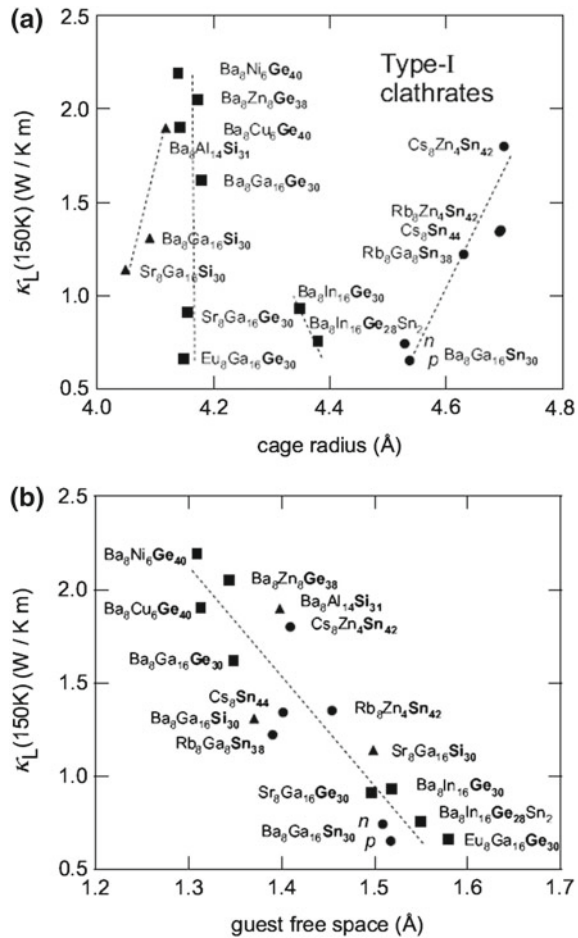 (a)
2.5
2.0
1.5
1.0
0.5
κL(150K) (W / K m)
Type-I
clathrates
Ba8Ni6Ge40
Ba8Zn8Ge38
Ba8Cu6Ge40
Ba8Al14Si31
Ba8Ga16Ge30
Cs8Zn4Sn42
Rb8Zn4Sn42
Cs8Sn44
Rb8Ga8Sn38
Ba8Ga16Si30
Sr8Ga16Si30
Ba8In16Ge30
Sr8Ga16Ge30
Ba8In16Ge28Sn2
n
Eu8Ga16Ge30
p Ba8Ga16Sn30
4.0 4.2 4.4 4.6 4.8
cage radius (Å)
(b)
2.5
2.0
1.5
1.0
0.5
κL(150K) (W / K m)
Ba8Ni6Ge40
Ba8Zn8Ge38
Ba8Cu6Ge40
Ba8Al14Si31
Cs8Zn4Sn42
Ba8Ga16Ge30
Cs8Sn44
Ba8Ga16Si30
Rb8Zn4Sn42
Rb8Ga8Sn38
Sr8Ga16Si30
Sr8Ga16Ge30
Ba8In16Ge30
n
Ba8In16Ge28Sn2
Ba8Ga16Sn30 p
Eu8Ga16Ge30
1.2 1.3 1.4 1.5 1.6 1.7
guest free space (Å)